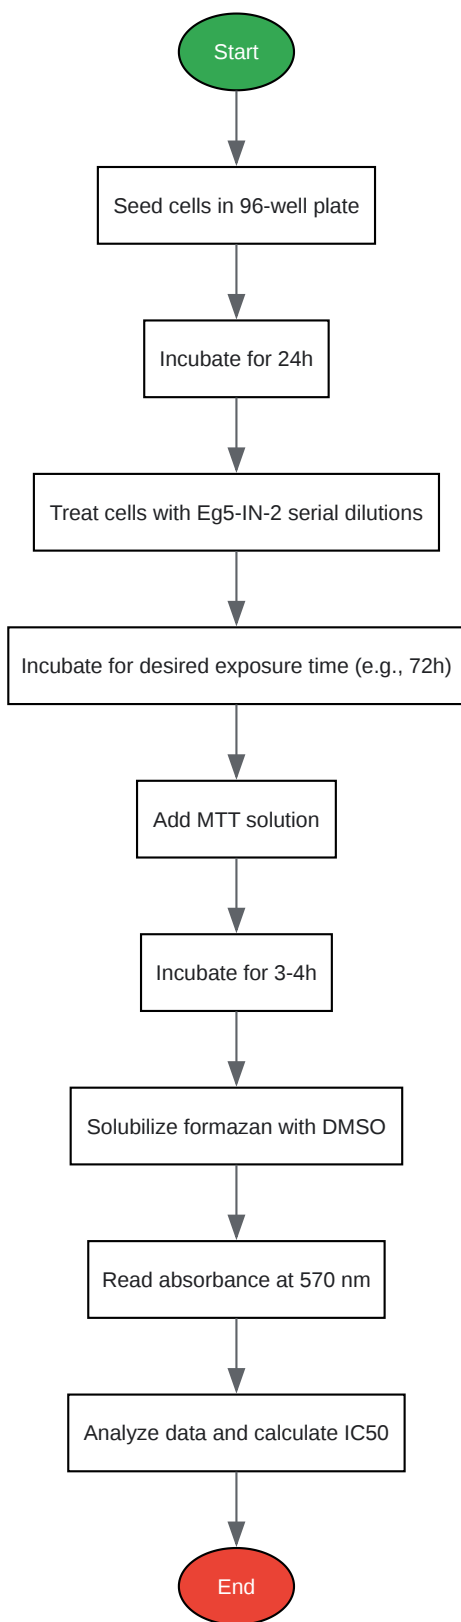 Start
Seed cells in 96-well plate
Incubate for 24h
Treat cells with Eg5-IN-2 serial dilutions
Incubate for desired exposure time (e.g., 72h)
Add MTT solution
Incubate for 3-4h
Solubilize formazan with DMSO
Read absorbance at 570 nm
Analyze data and calculate IC50
End